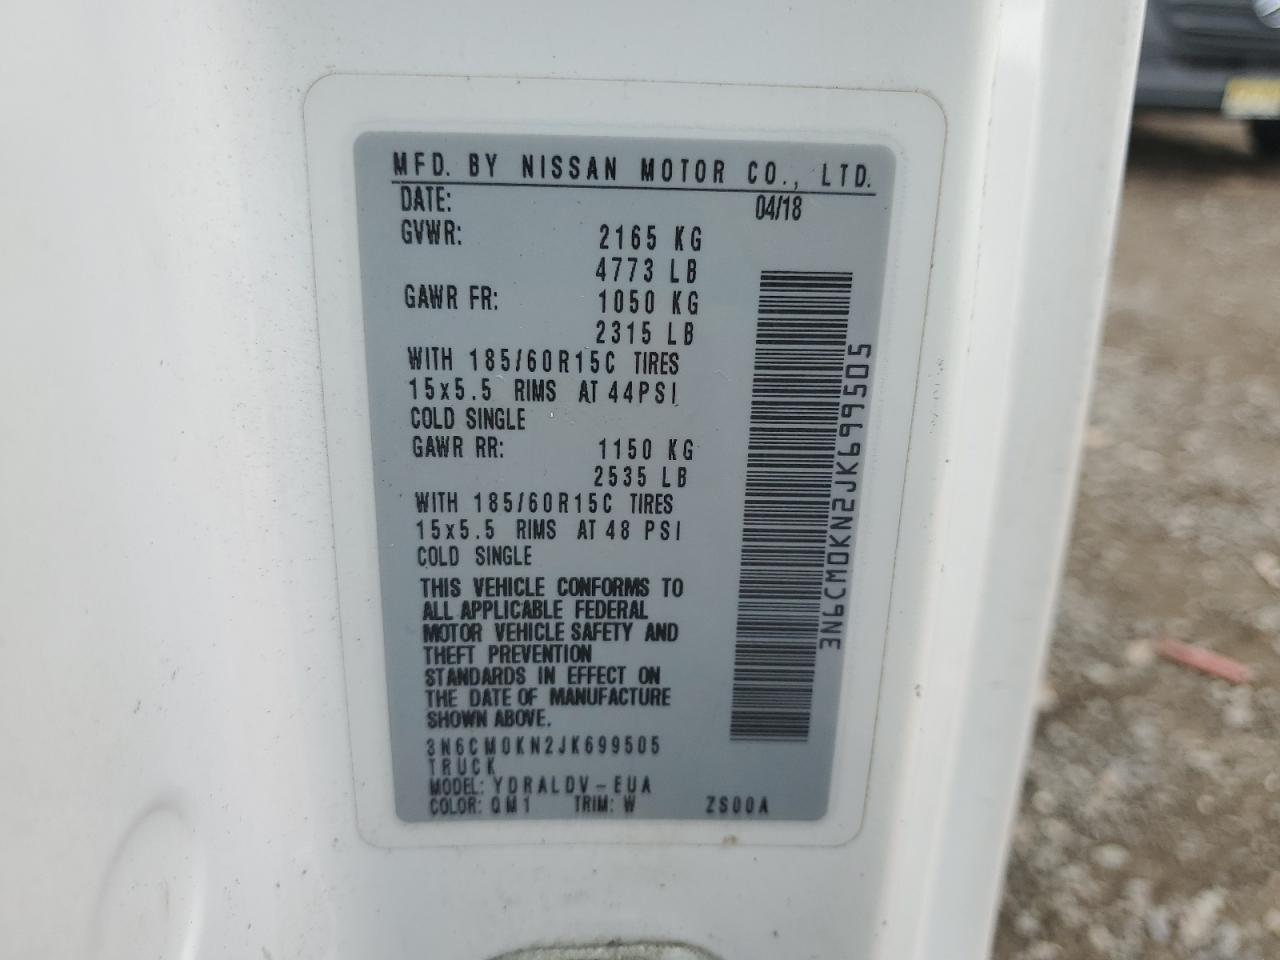 MFD. BY NISSAN MOTOR CO., LTD.
DATE: 04/18
GVWR: 2165 KG
4773 LB
GAWR FR: 1050 KG
2315 LB
WITH 185/60R15C TIRES
15x5.5 RIMS AT 44PSI
COLD SINGLE
GAWR RR: 1150 KG
2535 LB
WITH 185/60R15C TIRES
15x5.5 RIMS AT 48 PSI
COLD SINGLE
THIS VEHICLE CONFORMS TO
ALL APPLICABLE FEDERAL
MOTOR VEHICLE SAFETY AND
THEFT PREVENTION
STANDARDS IN EFFECT ON
THE DATE OF MANUFACTURE
SHOWN ABOVE.
3N6CM0KN2JK699505
TRUCK
MODEL: YDRALDV-EUA
COLOR: QM1 TRIM: W ZS00A
3N6CM0KN2JK699505